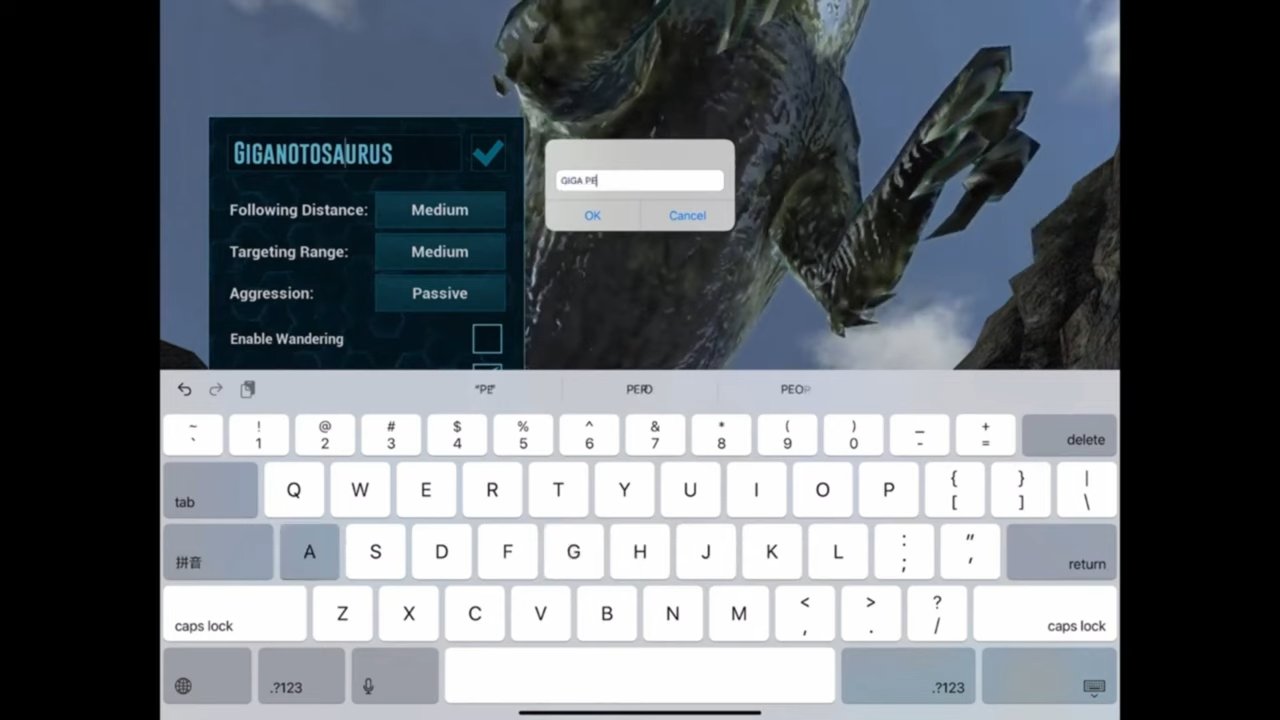 GIGANOTOSAURUS
Following Distance: Medium
Targeting Range: Medium
Aggression: Passive
Enable Wandering
GIGA PE
OK Cancel
"PE" PEOP
~ ! @ # $ % ^ & * ( ) _ +
` 1 2 3 4 5 6 7 8 9 0 - = delete
tab Q W E R T Y U I O P { [ } ] | \
拼音 A S D F G H J K L : ; " ' return
caps lock Z X C V B N M < , > . ? / caps lock
.?123 .?123